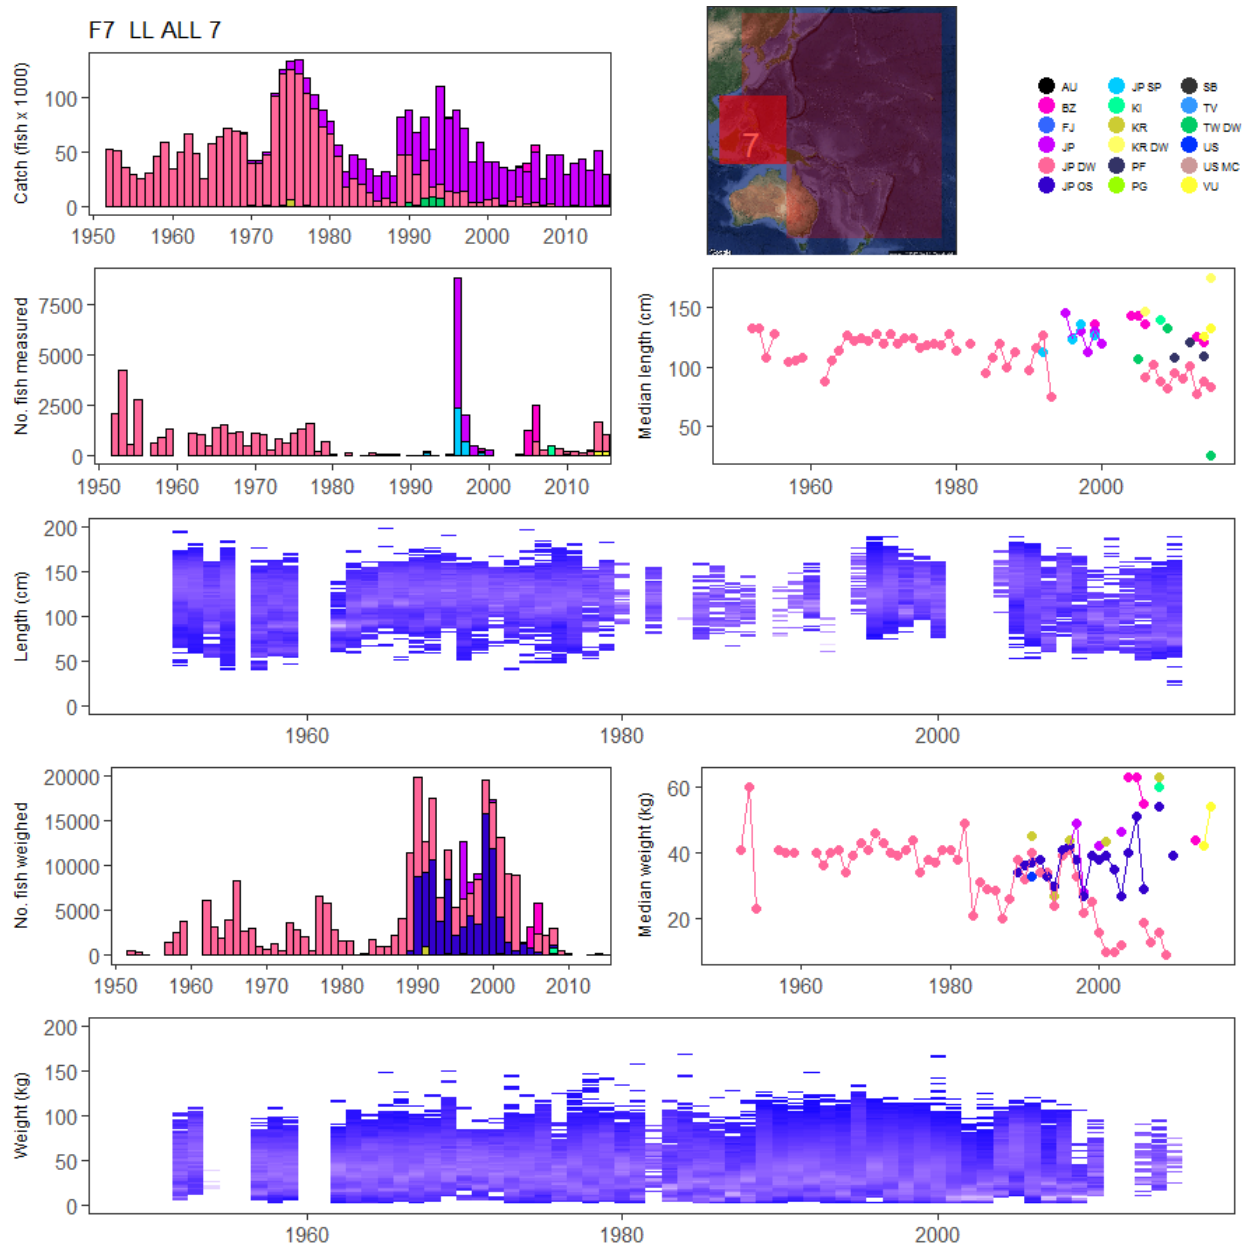 F7 LL ALL 7
Catch (fish x 1000)
100
50
0
1950 1960 1970 1980 1990 2000 2010
7
AU JP SP SB
BZ KI TV
FJ KR TW DW
JP KR DW US
JP DW PF US MC
JP OS PG VU
No. fish measured
7500
5000
2500
0
1950 1960 1970 1980 1990 2000 2010
Median length (cm)
150
100
50
1960 1980 2000
Length (cm)
200
150
100
50
0
1960 1980 2000
No. fish weighed
20000
15000
10000
5000
0
1950 1960 1970 1980 1990 2000 2010
Median weight (kg)
60
40
20
1960 1980 2000
Weight (kg)
200
150
100
50
0
1960 1980 2000